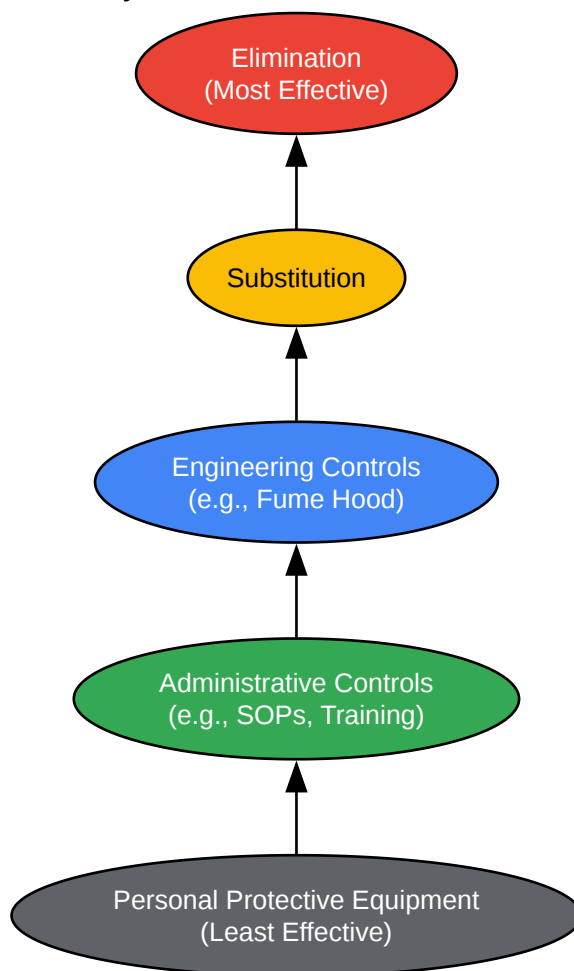 Elimination
(Most Effective)
Substitution
Engineering Controls
(e.g., Fume Hood)
Administrative Controls
(e.g., SOPs, Training)
Personal Protective Equipment
(Least Effective)